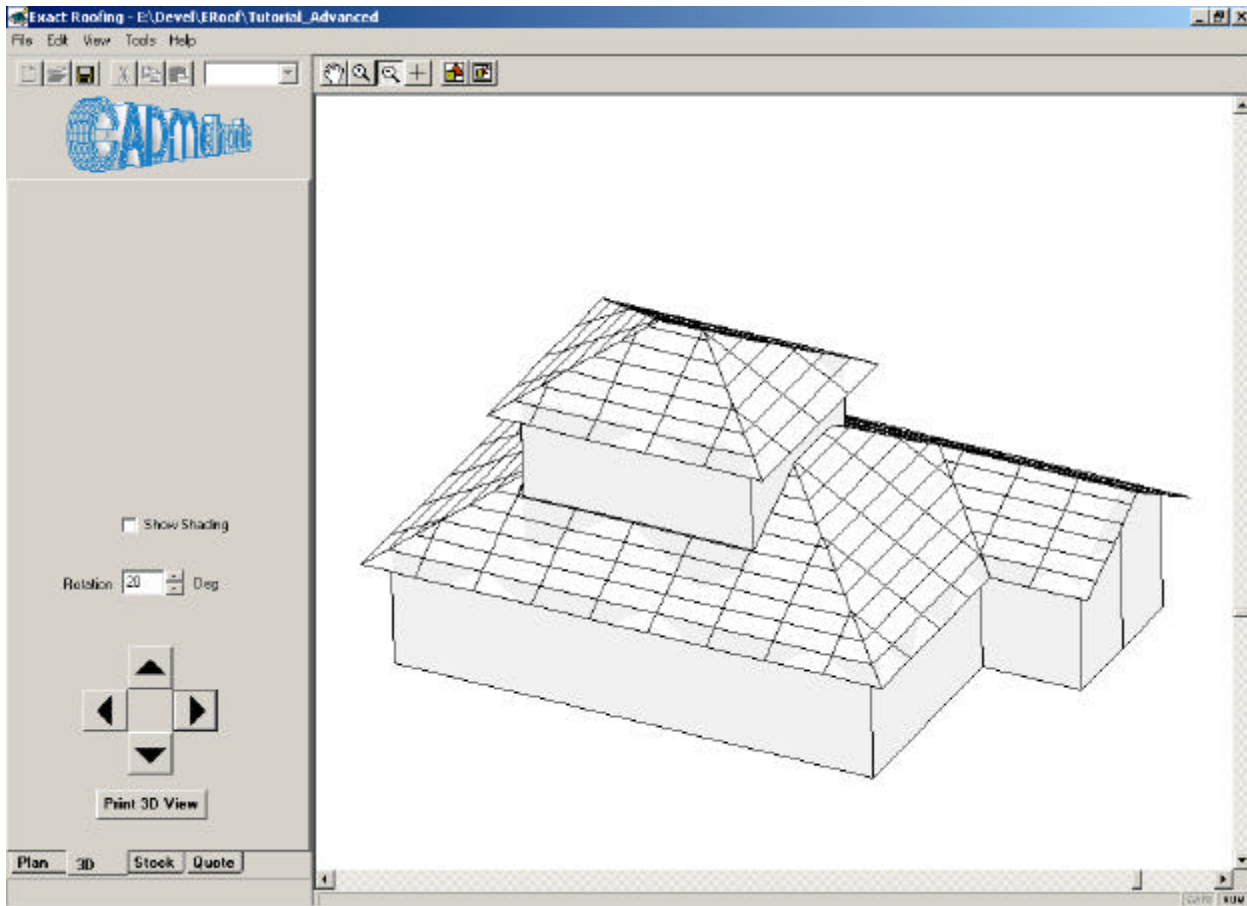 Exact Roofing - E:\Devel\ERoof\Tutorial_Advanced
File Edit View Tools Help
Show Shading
Rotation 20 Deg
Print 3D View
Plan 3D Stock Quote
NUM